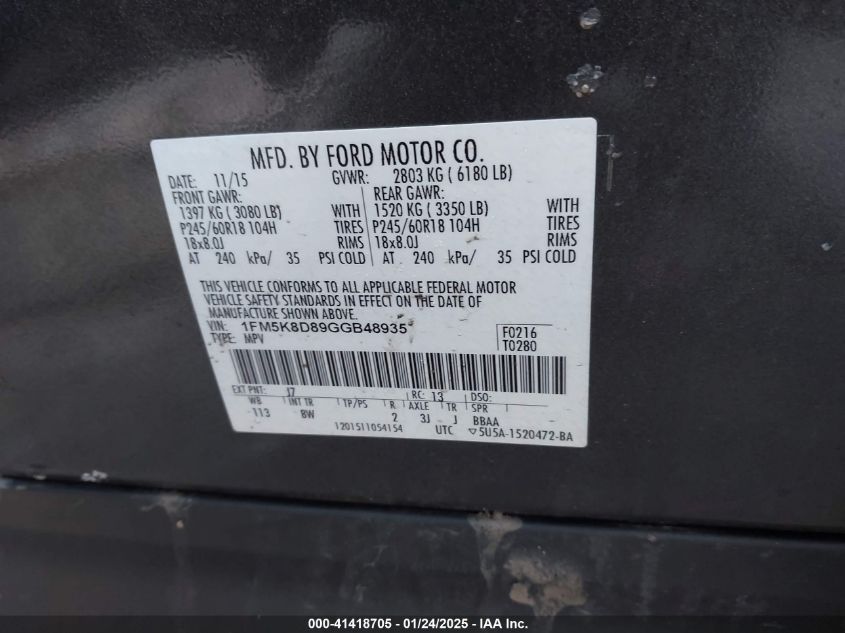 MFD. BY FORD MOTOR CO.
DATE: 11/15 GVWR: 2803 KG ( 6180 LB)
FRONT GAWR: REAR GAWR:
1397 KG ( 3080 LB) WITH 1520 KG ( 3350 LB) WITH
P245/60R18 104H TIRES P245/60R18 104H TIRES
18x8.0J RIMS 18x8.0J RIMS
AT 240 kPa/ 35 PSI COLD AT 240 kPa/ 35 PSI COLD
THIS VEHICLE CONFORMS TO ALL APPLICABLE FEDERAL MOTOR
VEHICLE SAFETY STANDARDS IN EFFECT ON THE DATE OF
MANUFACTURE SHOWN ABOVE.
VIN: 1FM5K8D89GGB48935 F0216
TYPE: MPV T0280
EXT PNT: J7 RC: 13 DSO:
WB INT TR TP/PS R AXLE TR SPR
113 BW 2 3J J BBAA
1201511054154 UTC ▽5U5A-1520472-BA
000-41418705 - 01/24/2025 - IAA Inc.